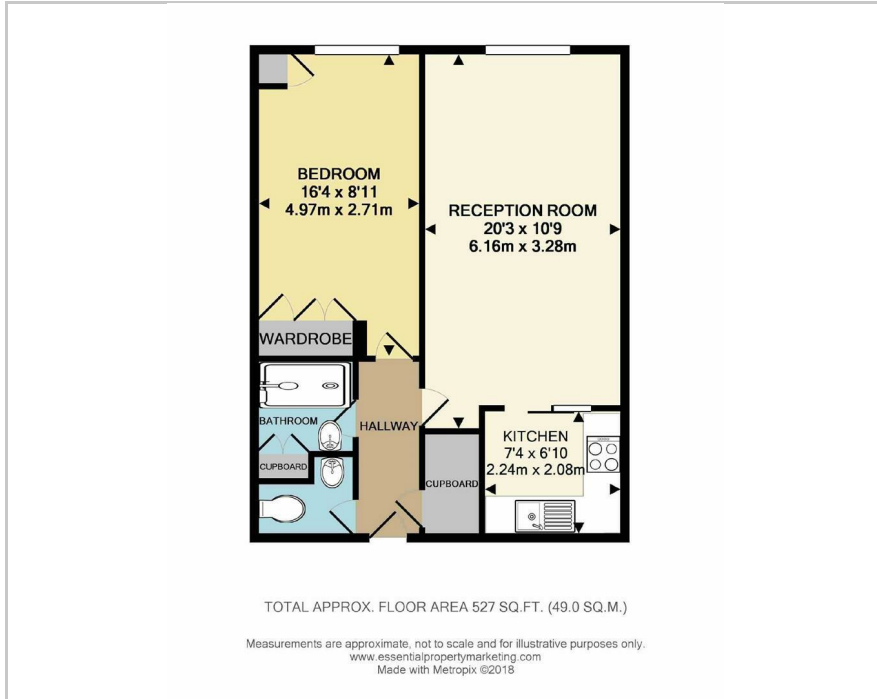 BEDROOM
16'4 x 8'11
4.97m x 2.71m
RECEPTION ROOM
20'3 x 10'9
6.16m x 3.28m
WARDROBE
BATHROOM
HALLWAY
CUPBOARD
KITCHEN
7'4 x 6'10
2.24m x 2.08m
CUPBOARD
TOTAL APPROX. FLOOR AREA 527 SQ.FT. (49.0 SQ.M.)
Measurements are approximate, not to scale and for illustrative purposes only.
www.essentialpropertymarketing.com
Made with Metropix ©2018